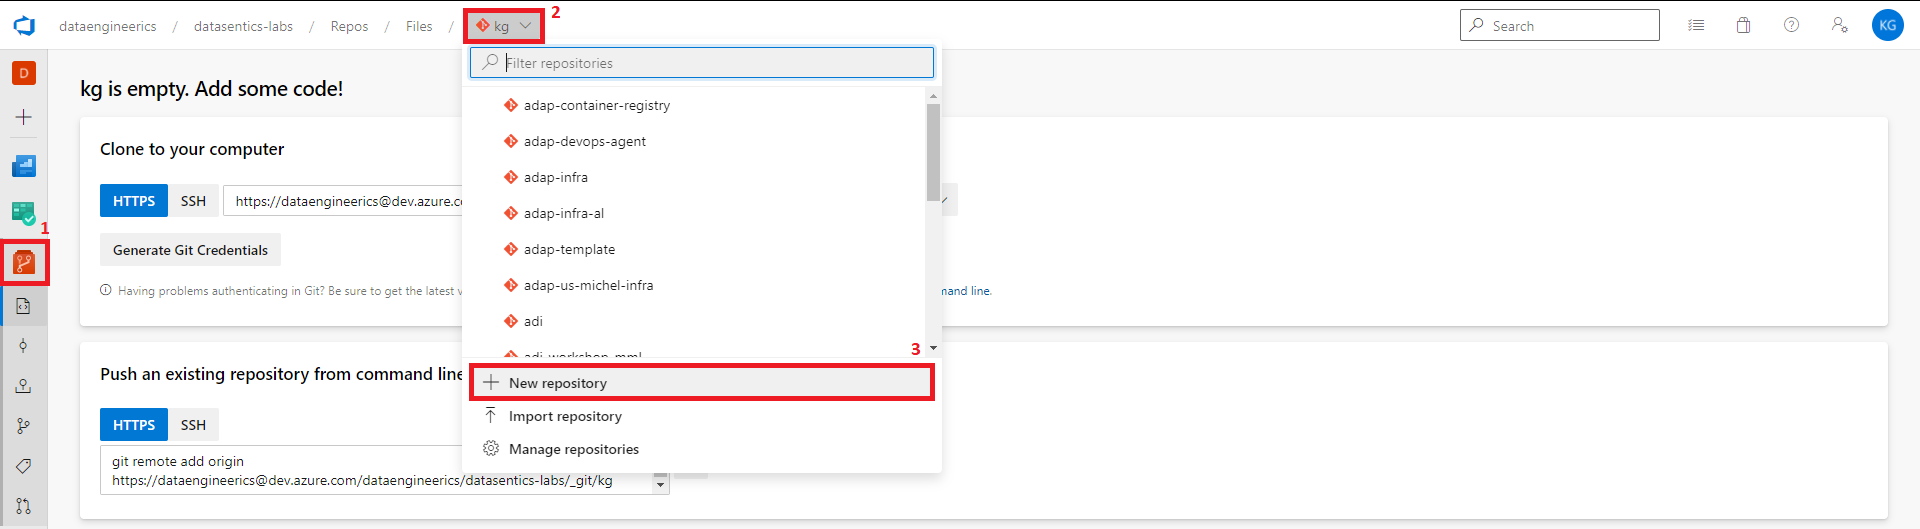 dataengineerics / datasentics-labs / Repos / Files / kg 2
Search
KG
D
Filter repositories
kg is empty. Add some code!
adap-container-registry
adap-devops-agent
adap-infra
adap-infra-al
adap-template
adap-us-michel-infra
adi
adi-workshop-mml
3
New repository
Import repository
Manage repositories
Clone to your computer
HTTPS SSH https://dataengineerics@dev.azure.co
1
Generate Git Credentials
Having problems authenticating in Git? Be sure to get the latest v
mand line.
Push an existing repository from command line
HTTPS SSH
git remote add origin
https://dataengineerics@dev.azure.com/dataengineerics/datasentics-labs/_git/kg